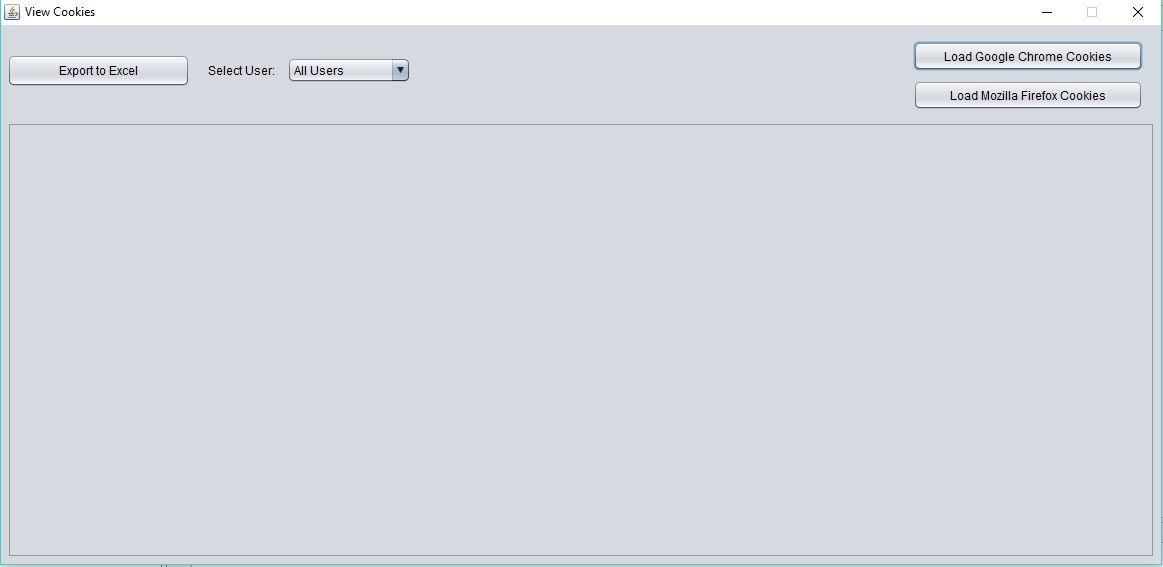 View Cookies
Export to Excel
Select User:
All Users
Load Google Chrome Cookies
Load Mozilla Firefox Cookies